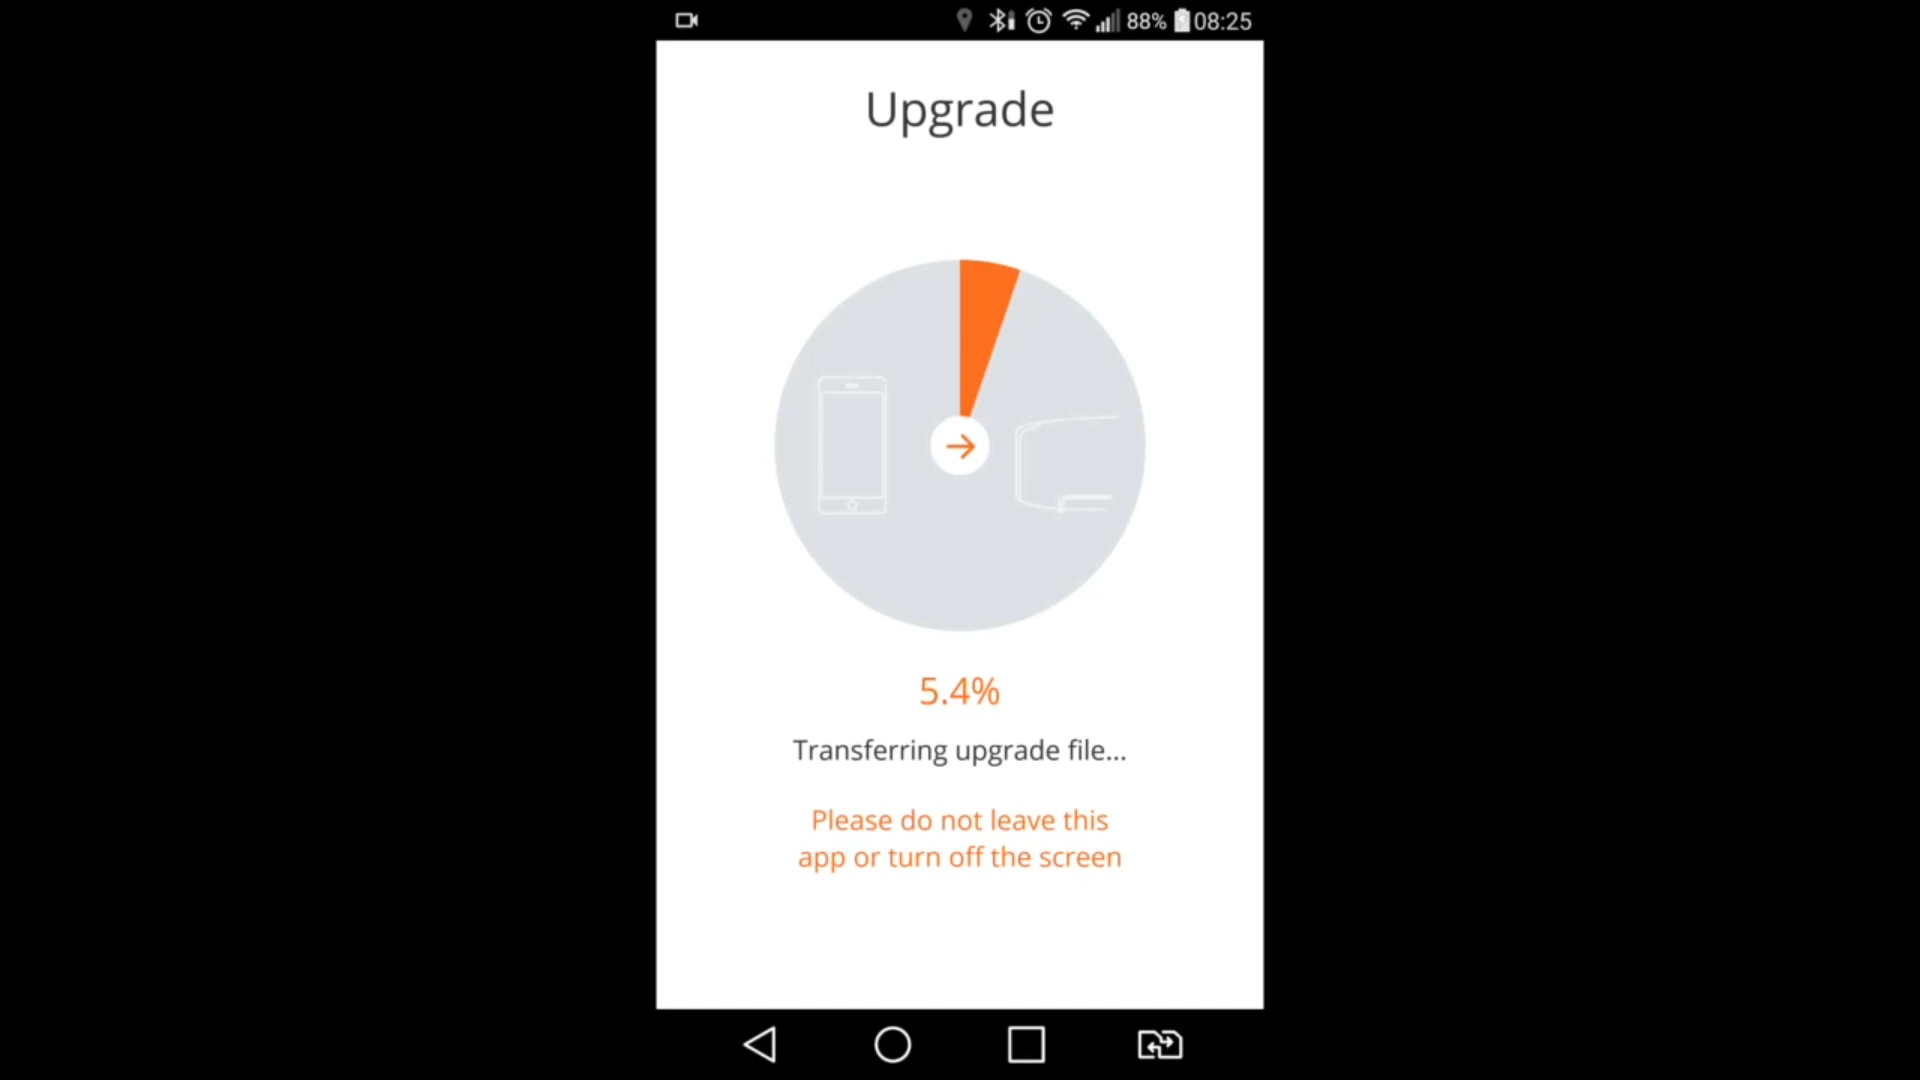 88% 08:25
Upgrade
5.4%
Transferring upgrade file...
Please do not leave this
app or turn off the screen